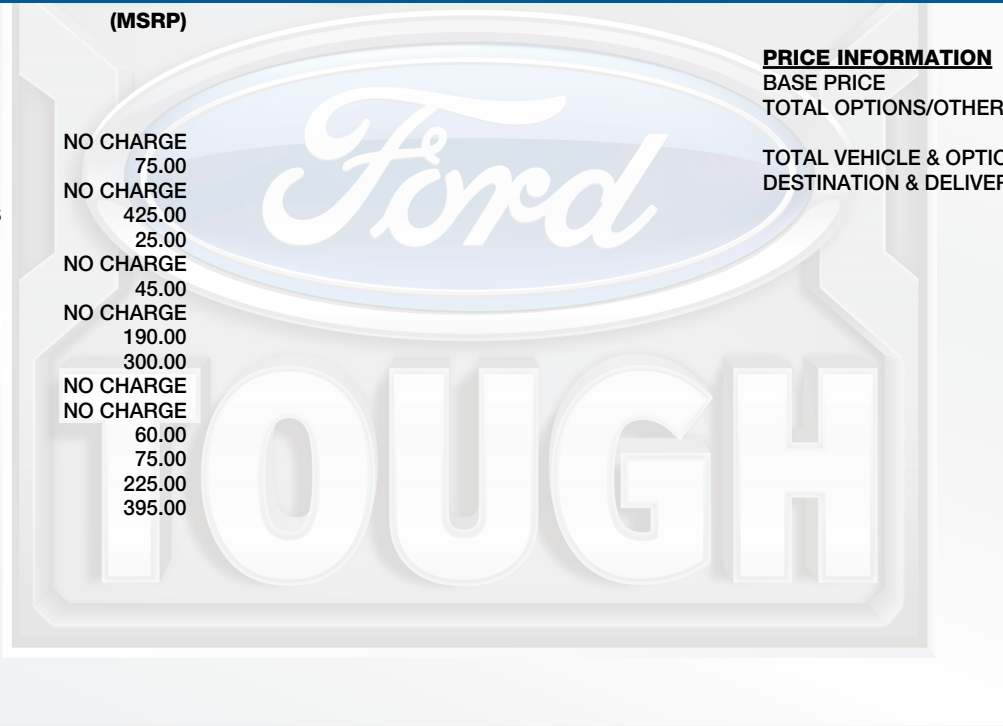 (MSRP)
NO CHARGE
75.00
NO CHARGE
425.00
25.00
NO CHARGE
45.00
NO CHARGE
190.00
300.00
NO CHARGE
NO CHARGE
60.00
75.00
225.00
395.00
PRICE INFORMATION
BASE PRICE
TOTAL OPTIONS/OTHER
TOTAL VEHICLE & OPTIO
DESTINATION & DELIVER
Ford
TOUGH